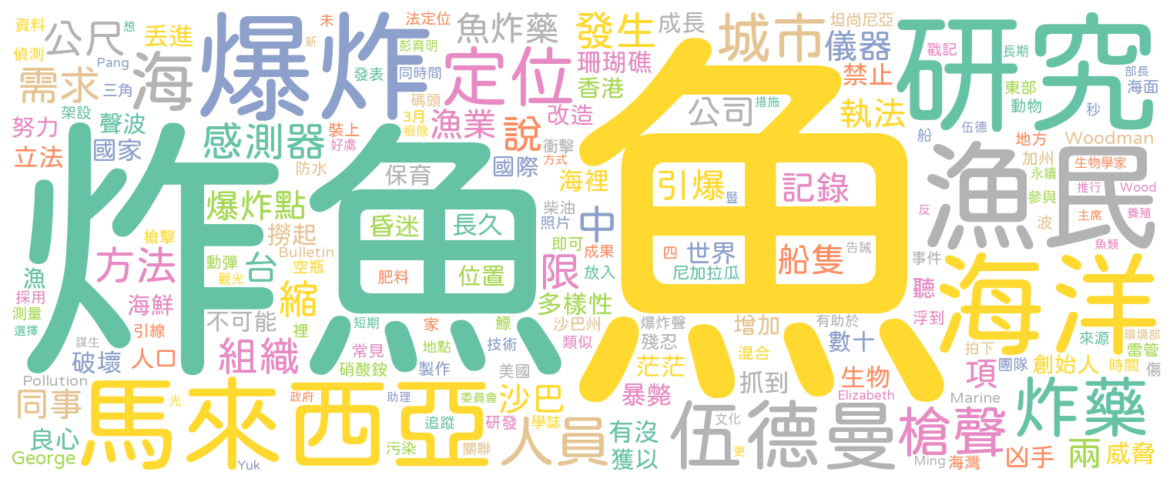 資料
想
公尺
丟進
偵測
Pang
三角
需求
海
架設
努力
聲波
立法
國家
爆炸
未
法定位
新
彭育明
發表
同時間
碼頭
3月
根除
裝上
好處
感測器
防水
魚炸藥
定位
漁業
說
衝擊
方式
國際
發生
成長
珊瑚礁
香港
改造
海裡
城市
坦尚尼亞
儀器
禁止
公司
措施
執法
研究
戳記
長期
部長
東部
動物
海面
秒
船
伍德
地方
Woodman
加州
生物學家
永續
推行
Wood
參與
反
波
主席
養殖
魚類
漁民
炸魚
魚
爆炸點
保育
昏迷
長久
肥料
位置
柴油
照片
中
即可
成果
限
放入
引爆
暨
記錄
四
世界
尼加拉瓜
船隻
告誡
槍擊
撈起
Bulletin
空瓶
觀光
動彈
方法
台
漁
採用
測量
選擇
海鮮
引線
縮
不可能
裡
多樣性
事件
聽
浮到
海洋
來源
環境部
雷管
傷
謀生
破壞
人口
組織
短期
常見
硝酸銨
家
地點
製作
鰾
技術
美國
沙巴州
類似
爆炸聲
殘忍
茫茫
增加
混合
有助於
數十
拍下
團隊
創始人
時間
項
Pollution
同事
良心
George
馬來西亞
光
Yuk
政府
助理
委員會
追蹤
污染
研發
關聯
學誌
沙巴
人員
暴斃
抓到
生物
Elizabeth
有沒
獲以
伍德曼
文化
更
槍聲
Ming
海灣
Marine
凶手
炸藥
兩
威脅